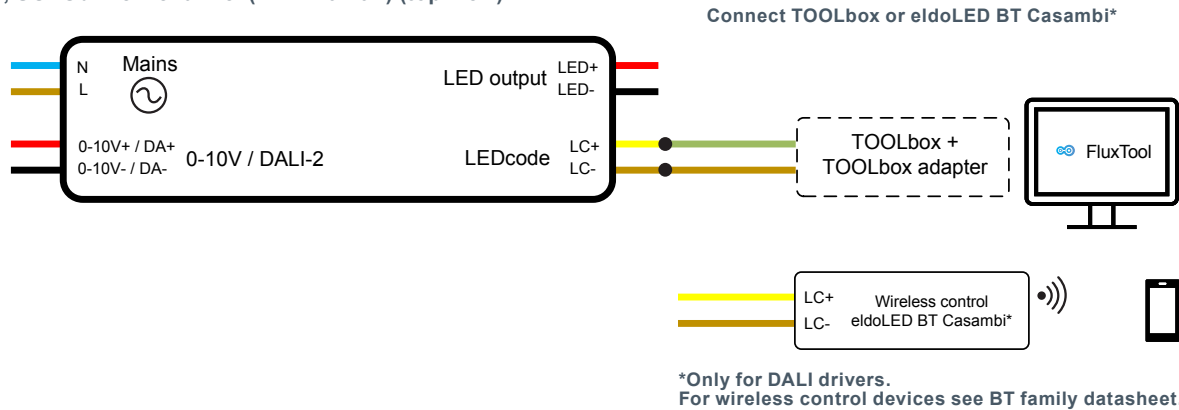 Connect TOOLbox or eldoLED BT Casambi*
N
Mains
L
LED output
LED+
LED-
0-10V+ / DA+
0-10V- / DA-
0-10V / DALI-2
LEDcode
LC+
LC-
TOOLbox +
TOOLbox adapter
FluxTool
LC+
LC-
Wireless control
eldoLED BT Casambi*
*Only for DALI drivers.
For wireless control devices see BT family datasheet.